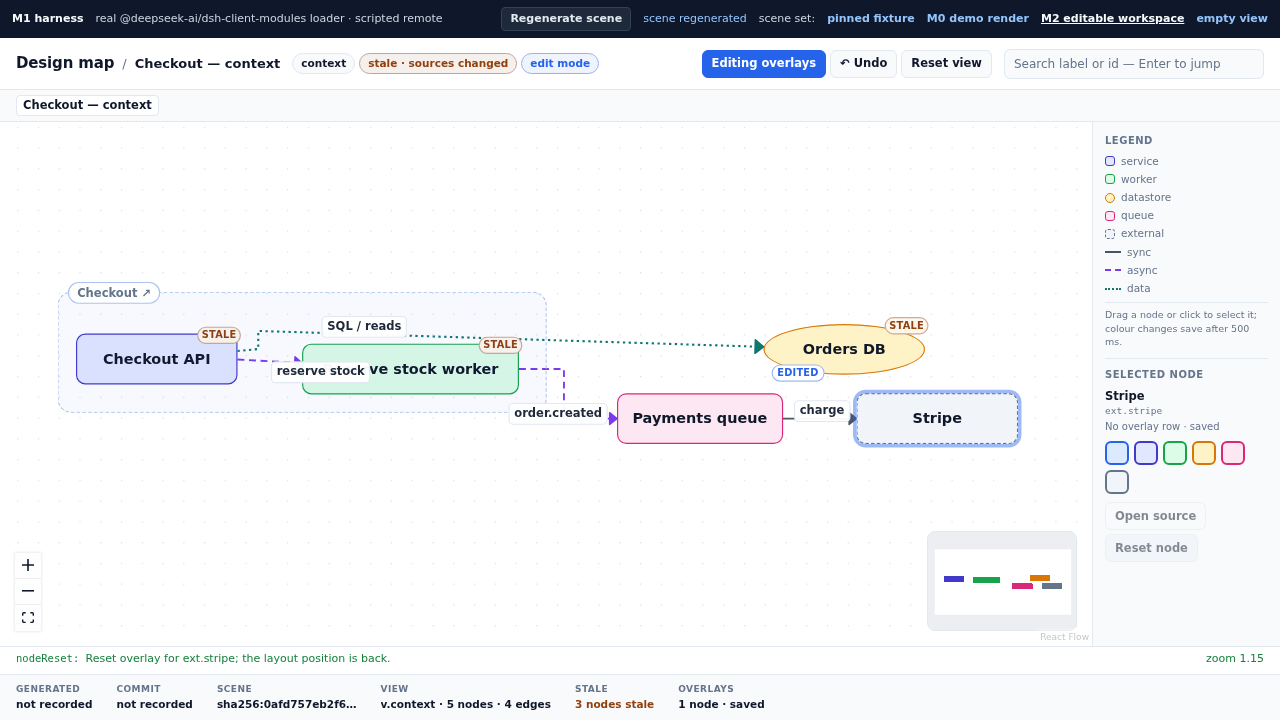 M1 harness real @deepseek-ai/dsh-client-modules loader · scripted remote Regenerate scene scene regenerated scene set: pinned fixture M0 demo render M2 editable workspace empty view
Design map / Checkout — context context stale · sources changed edit mode Editing overlays ↶ Undo Reset view Search label or id — Enter to jump
Checkout — context
Checkout ↗
STALE
Checkout API
SQL / reads
STALE
reserve stock
ve stock worker
order.created
Payments queue
charge
STALE
Orders DB
EDITED
Stripe
LEGEND
service
worker
datastore
queue
external
sync
async
data
Drag a node or click to select it;
colour changes save after 500
ms.
SELECTED NODE
Stripe
ext.stripe
No overlay row · saved
Open source
Reset node
React Flow
nodeReset: Reset overlay for ext.stripe; the layout position is back. zoom 1.15
GENERATED COMMIT SCENE VIEW STALE OVERLAYS
not recorded not recorded sha256:0afd757eb2f6… v.context · 5 nodes · 4 edges 3 nodes stale 1 node · saved